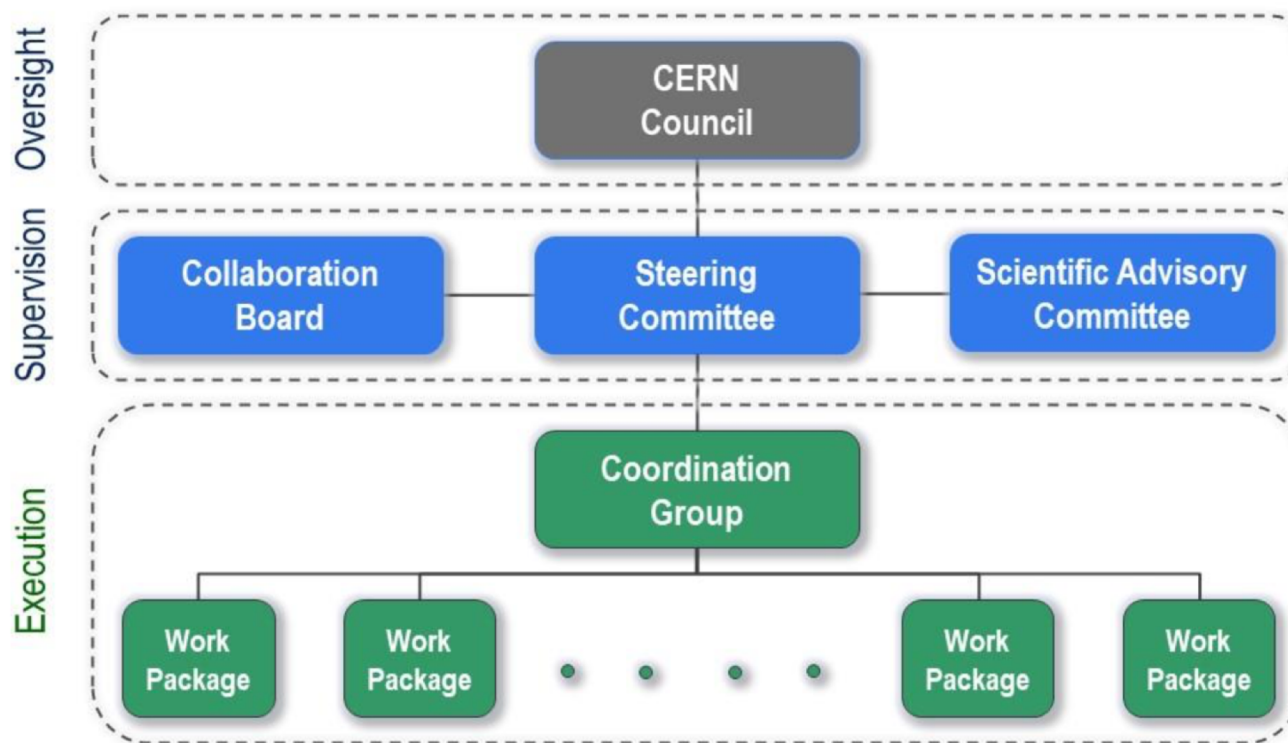 Oversight
CERN
Council
Supervision
Collaboration
Board
Steering
Committee
Scientific Advisory
Committee
Execution
Coordination
Group
Work
Package
Work
Package
Work
Package
Work
Package